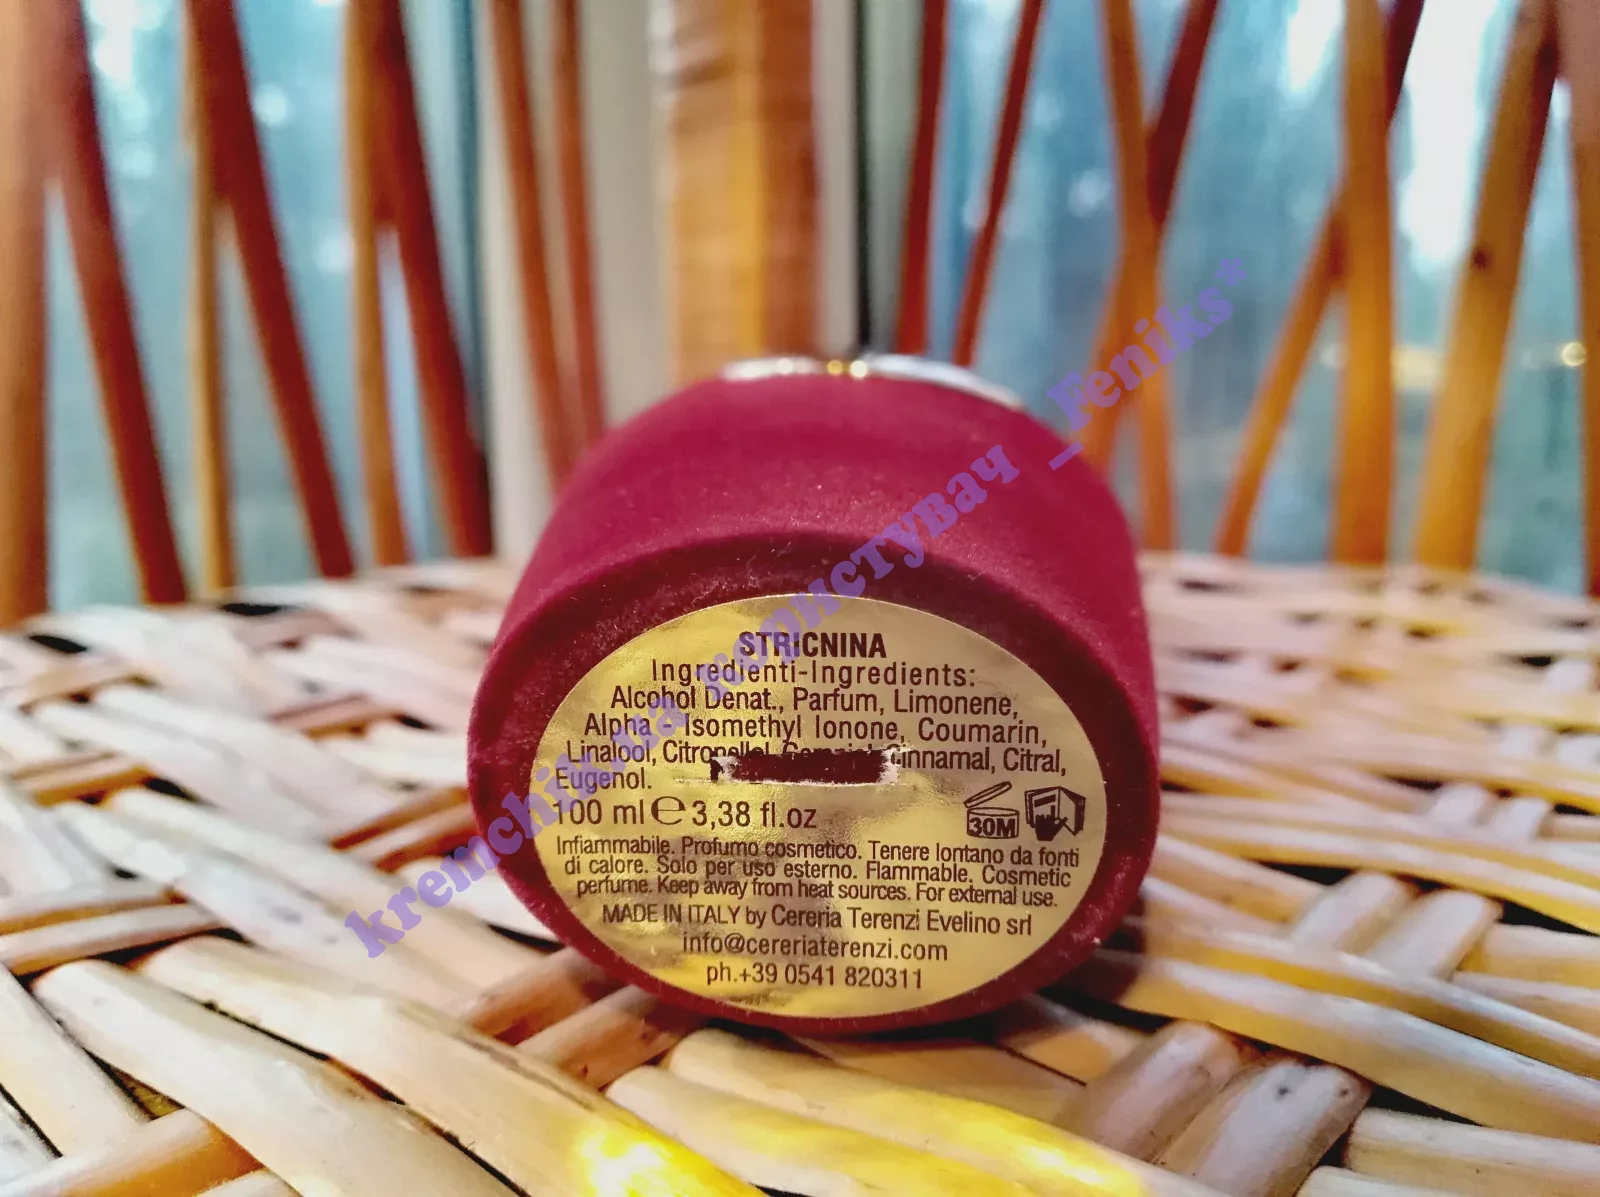 STRICNINA
Ingredienti-Ingredients:
Alcohol Denat., Parfum, Limonene,
Alpha - Isomethyl Ionone, Coumarin,
Linalool, Citronellol, Cinnamal, Citral,
Eugenol.
100 ml ℮ 3,38 fl.oz
30M
Infiammabile. Profumo cosmetico. Tenere lontano da fonti
di calore. Solo per uso esterno. Flammable. Cosmetic
perfume. Keep away from heat sources. For external use.
MADE IN ITALY by Cereria Terenzi Evelino srl
info@cereriaterenzi.com
ph.+39 0541 820311
kremchik.ua користувач _Feniks*